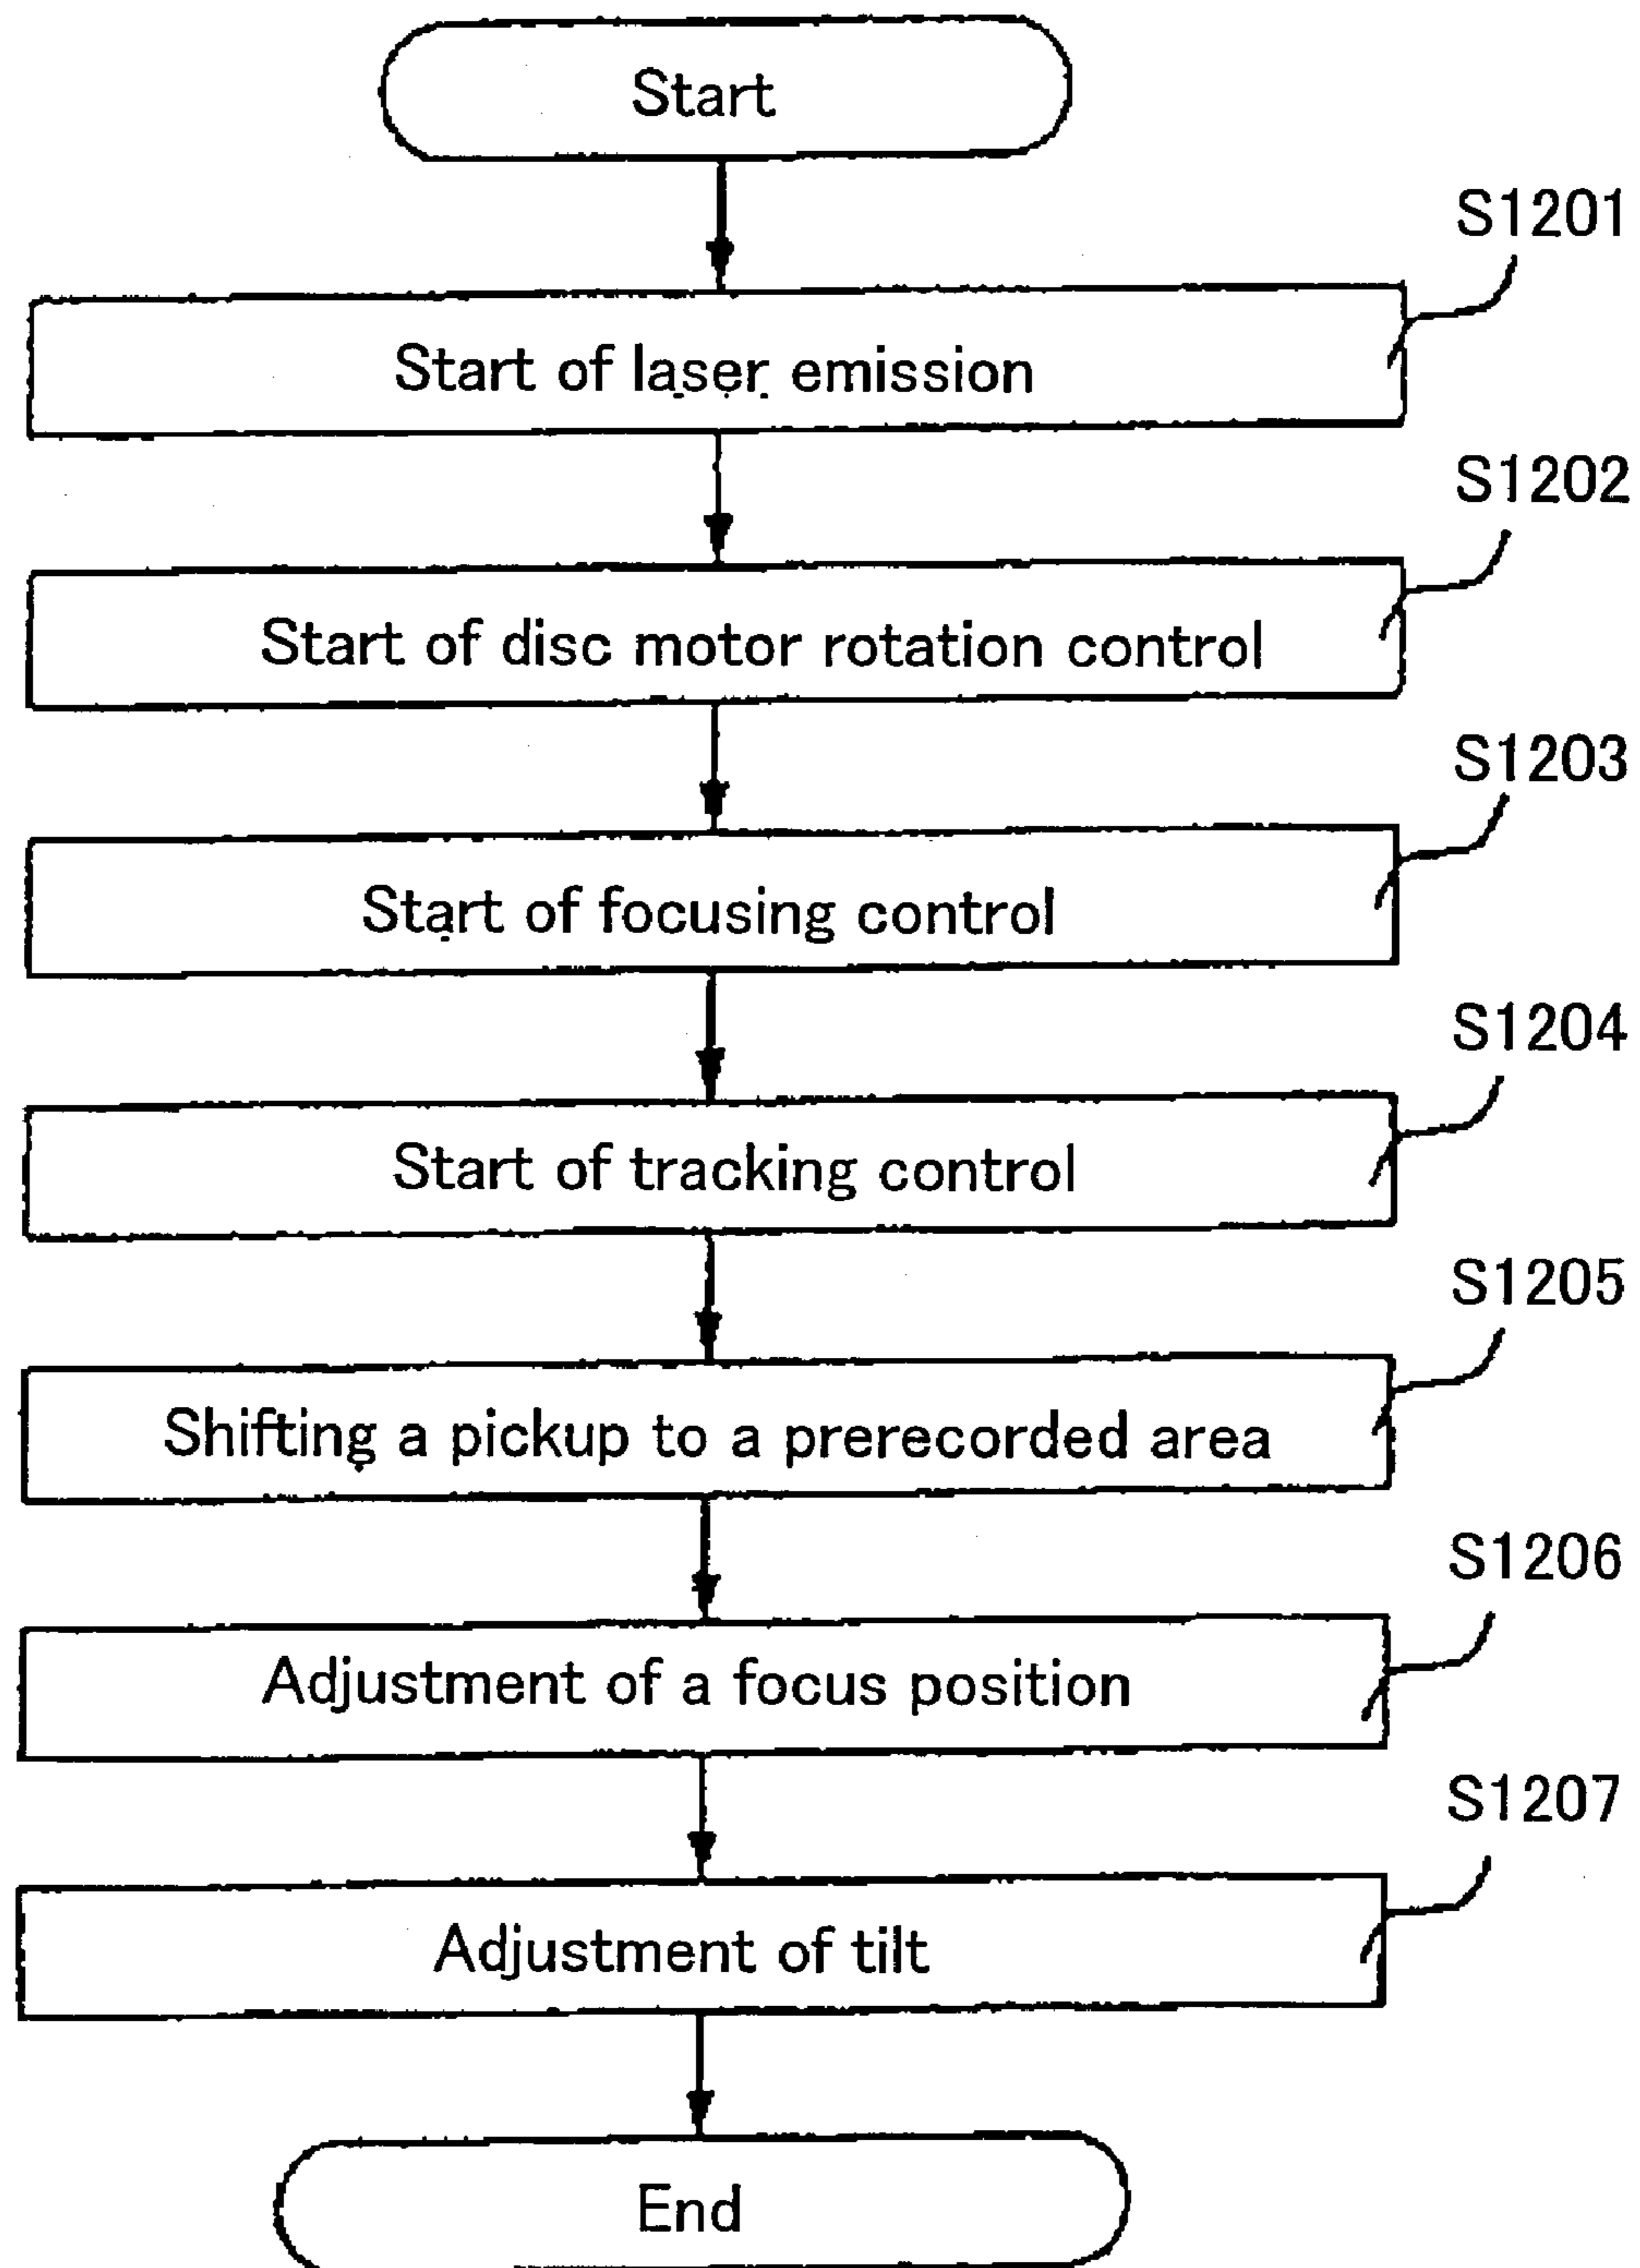 Start
S1201
Start of laser emission
S1202
Start of disc motor rotation control
S1203
Start of focusing control
S1204
Start of tracking control
S1205
Shifting a pickup to a prerecorded area
S1206
Adjustment of a focus position
S1207
Adjustment of tilt
End